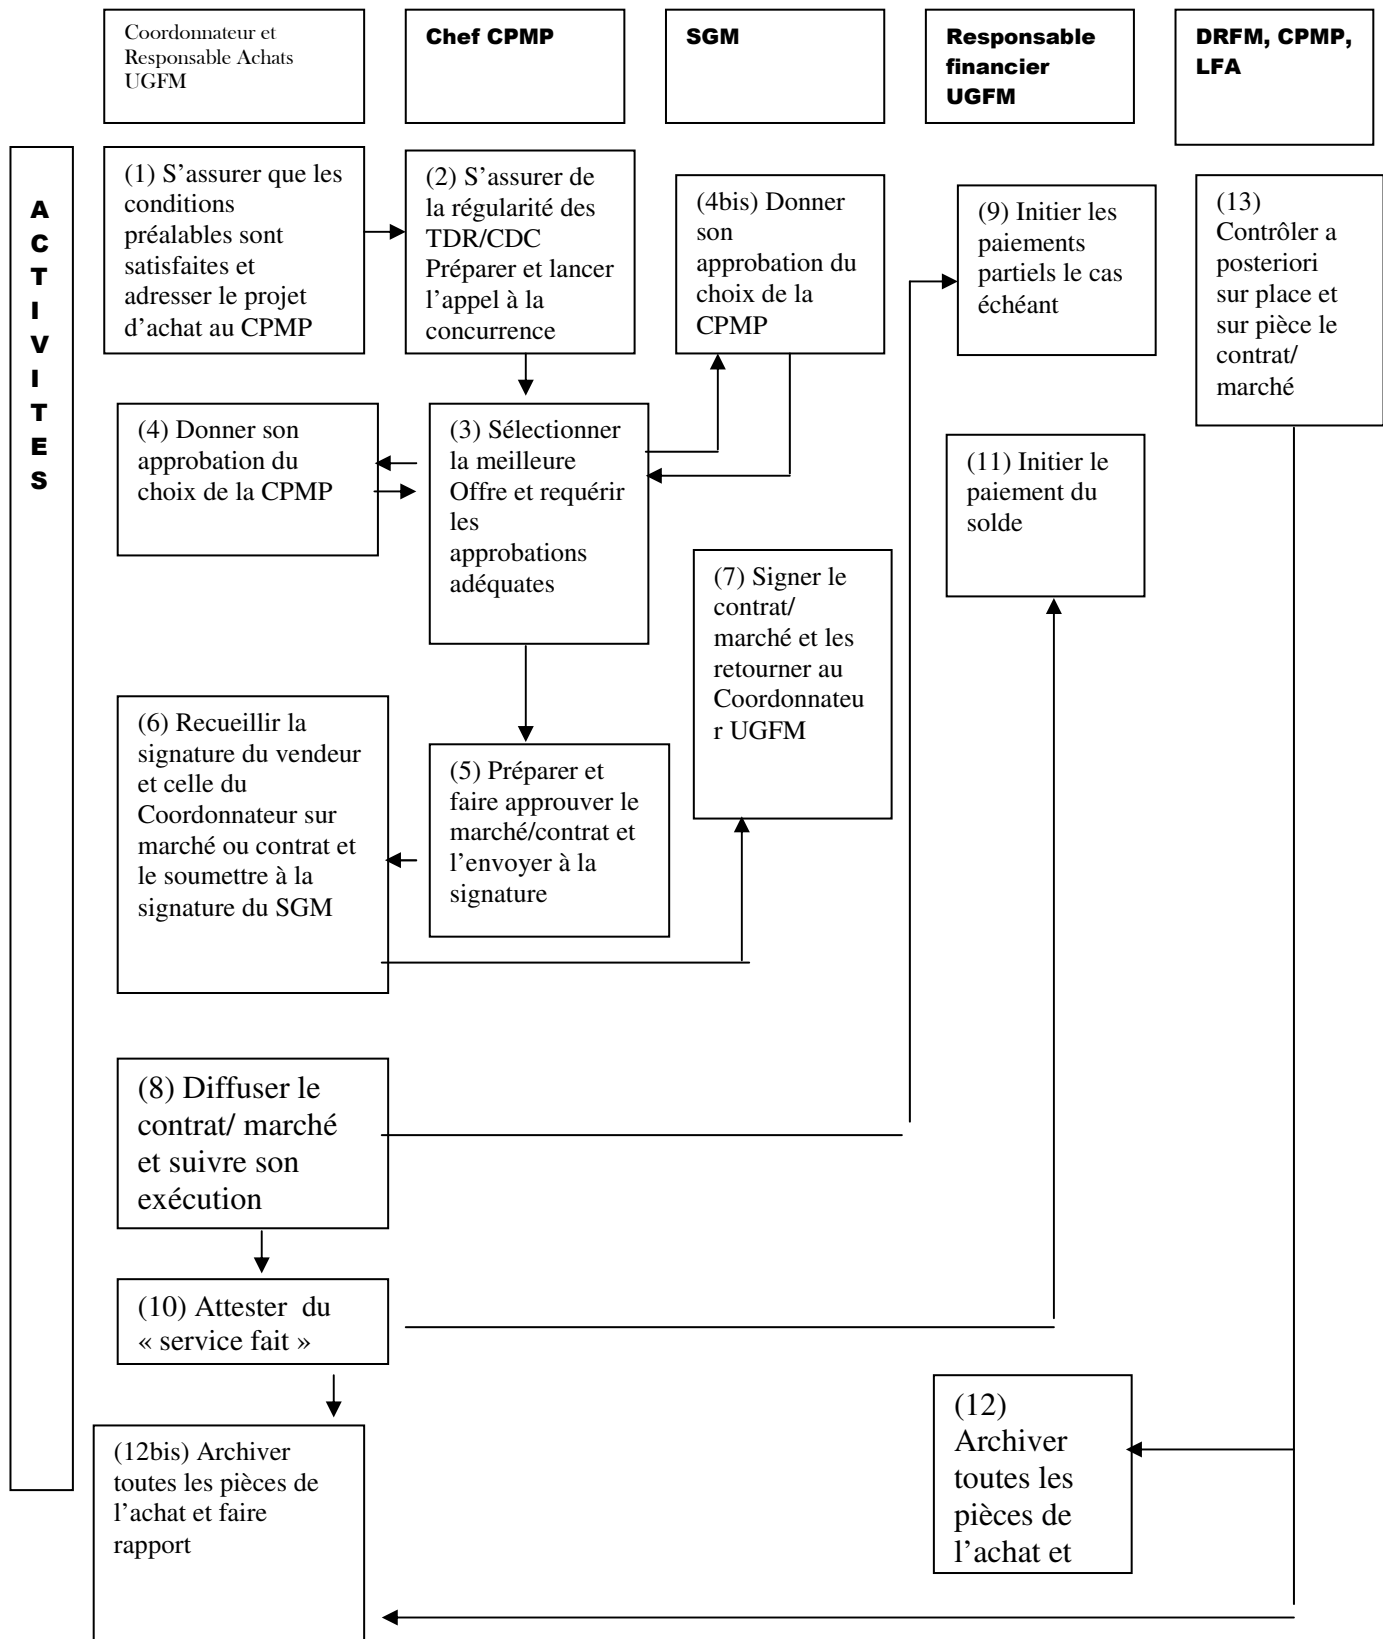 Coordonnateur et
Responsable Achats
UGFM
Chef CPMP
SGM
Responsable
financier
UGFM
DRFM, CPMP,
LFA
A
C
T
I
V
I
T
E
S
(1) S’assurer que les
conditions
préalables sont
satisfaites et
adresser le projet
d’achat au CPMP
(2) S’assurer de
la régularité des
TDR/CDC
Préparer et lancer
l’appel à la
concurrence
(4bis) Donner
son
approbation du
choix de la
CPMP
(9) Initier les
paiements
partiels le cas
échéant
(13)
Contrôler a
posteriori
sur place et
sur pièce le
contrat/
marché
(4) Donner son
approbation du
choix de la CPMP
(3) Sélectionner
la meilleure
Offre et requérir
les
approbations
adéquates
(11) Initier le
paiement du
solde
(7) Signer le
contrat/
marché et les
retourner au
Coordonnateu
r UGFM
(6) Recueillir la
signature du vendeur
et celle du
Coordonnateur sur
marché ou contrat et
le soumettre à la
signature du SGM
(5) Préparer et
faire approuver le
marché/contrat et
l’envoyer à la
signature
(8) Diffuser le
contrat/ marché
et suivre son
exécution
(10) Attester du
« service fait »
(12bis) Archiver
toutes les pièces de
l’achat et faire
rapport
(12)
Archiver
toutes les
pièces de
l’achat et